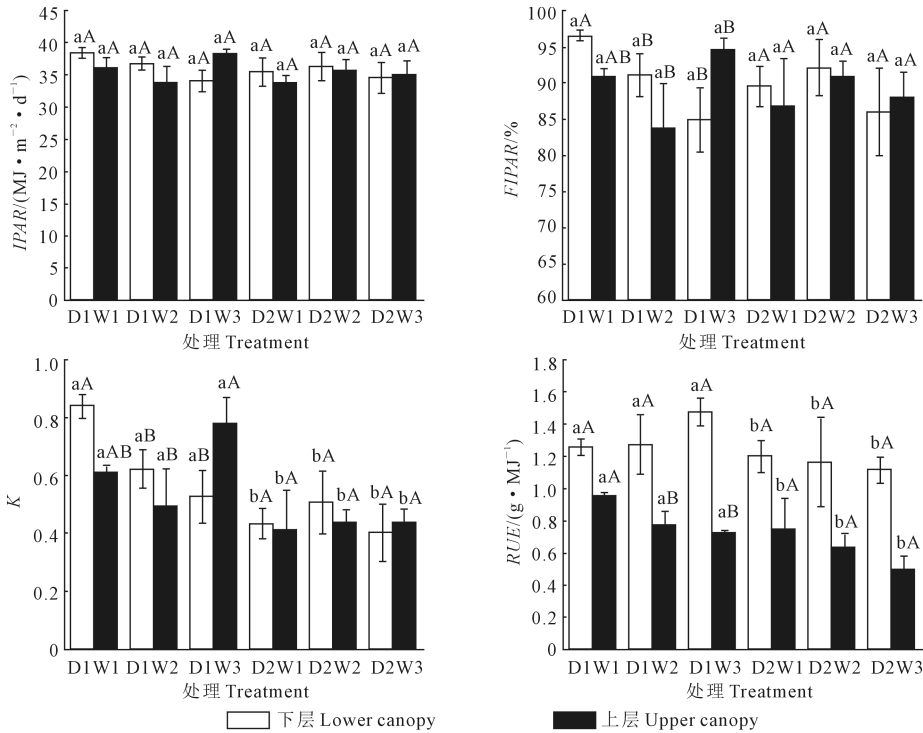 45
40
35
30
25
20
15
10
5
0
IPAR/(MJ·m⁻²·d⁻¹)
aA aA aA aA aA aA aA aA aA aA aA aA
D1W1 D1W2 D1W3 D2W1 D2W2 D2W3
处理 Treatment
100
95
90
85
80
75
70
65
60
FIPAR/%
aA aAB aB aB aB aA aA aA aA aA aA aA
D1W1 D1W2 D1W3 D2W1 D2W2 D2W3
处理 Treatment
1.0
0.8
0.6
0.4
0.2
0
K
aA aAB aB aB aB aA bA bA bA bA bA bA
D1W1 D1W2 D1W3 D2W1 D2W2 D2W3
处理 Treatment
1.8
1.6
1.4
1.2
1.0
0.8
0.6
0.4
0.2
0
RUE/(g·MJ⁻¹)
aA aA aA aB aA aB bA bA bA bA bA bA
D1W1 D1W2 D1W3 D2W1 D2W2 D2W3
处理 Treatment
下层 Lower canopy
上层 Upper canopy